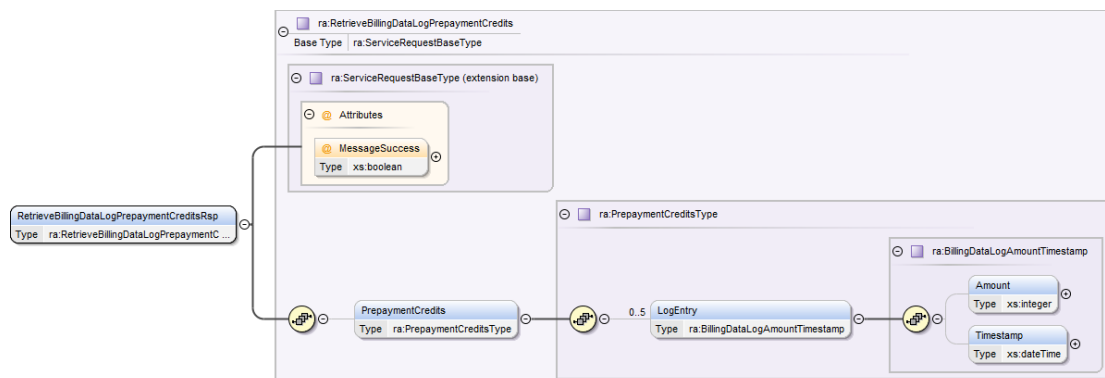 ra:RetrieveBillingDataLogPrepaymentCredits
Base Type ra:ServiceRequestBaseType
ra:ServiceRequestBaseType (extension base)
@ Attributes
@ MessageSuccess
Type xs:boolean
RetrieveBillingDataLogPrepaymentCreditsRsp
Type ra:RetrieveBillingDataLogPrepaymentC ...
ra:PrepaymentCreditsType
ra:BillingDataLogAmountTimestamp
PrepaymentCredits
Type ra:PrepaymentCreditsType
0..5
LogEntry
Type ra:BillingDataLogAmountTimestamp
Amount
Type xs:integer
Timestamp
Type xs:dateTime